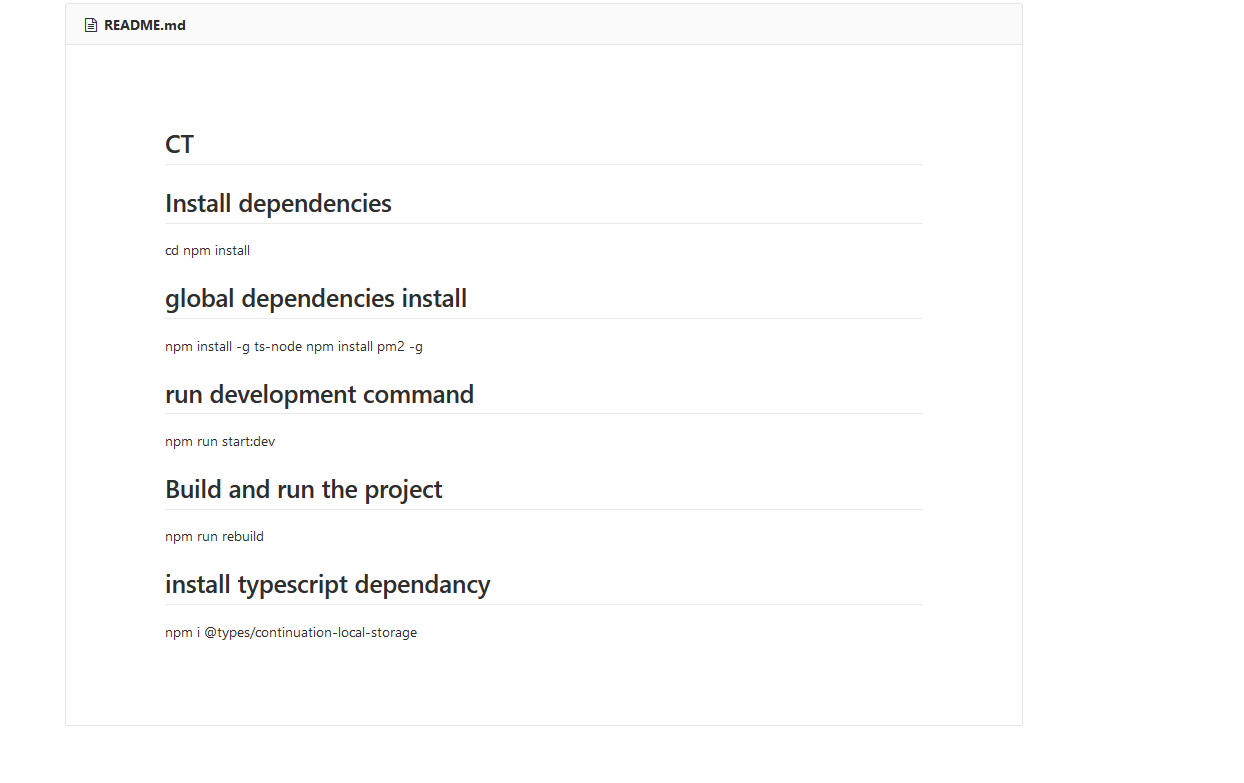 README.md
CT
Install dependencies
cd npm install
global dependencies install
npm install -g ts-node npm install pm2 -g
run development command
npm run start:dev
Build and run the project
npm run rebuild
install typescript dependancy
npm i @types/continuation-local-storage